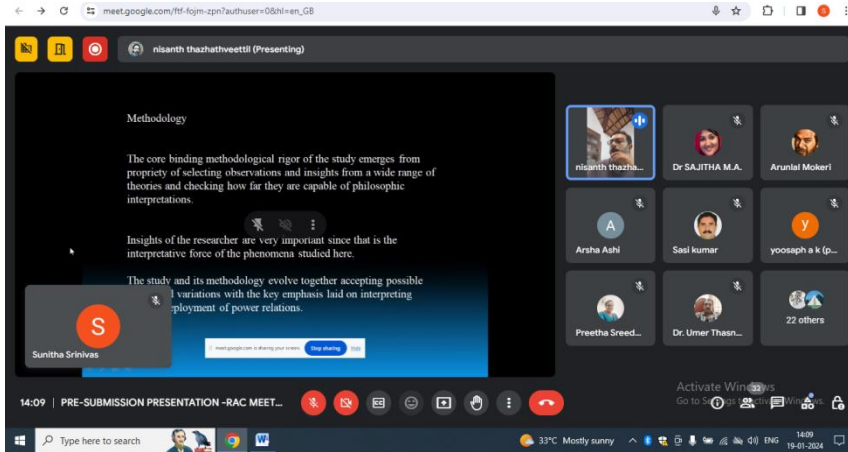 meet.google.com/ftf-fojm-zpn?authuser=0&hl=en_GB
nisanth thazhathveettil (Presenting)
Methodology
The core binding methodological rigor of the study emerges from
propriety of selecting observations and insights from a wide range of
theories and checking how far they are capable of philosophic
interpretations.
Insights of the researcher are very important since that is the
interpretative force of the phenomena studied here.
The study and its methodology evolve together accepting possible
variations with the key emphasis laid on interpreting
deployment of power relations.
meet.google.com is sharing your screen.
Stop sharing
Hide
S
Sunitha Srinivas
nisanth thazha...
Dr SAJITHA M.A.
Arunlal Mokeri
A
Arsha Ashi
Sasi kumar
y
yoosaph a k (p...
Preetha Sreed...
Dr. Umer Thasn...
22 others
Activate Windows
Go to Settings to activate Windows.
14:09 | PRE-SUBMISSION PRESENTATION -RAC MEET...
33
Type here to search
33°C Mostly sunny
ENG
14:09
19-01-2024